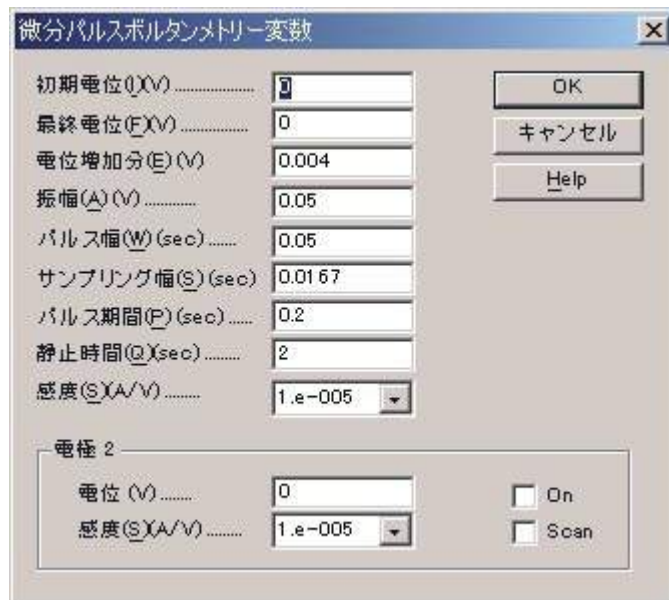 微分パルスボルタンメトリー変数
初期電位(I)(V) .................. 0
最終電位(F)(V) ............... 0
電位増加分(E)(V) 0.004
振幅(A)(V) ............ 0.05
パルス幅(W)(sec) ...... 0.05
サンプリング幅(S)(sec) 0.0167
パルス期間(P)(sec) ..... 0.2
静止時間(Q)(sec) ........ 2
感度(S)(A/V) ........ 1.e-005
OK
キャンセル
Help
電極 2
電位 (V) ....... 0
感度(S)(A/V) ........ 1.e-005
On
Scan